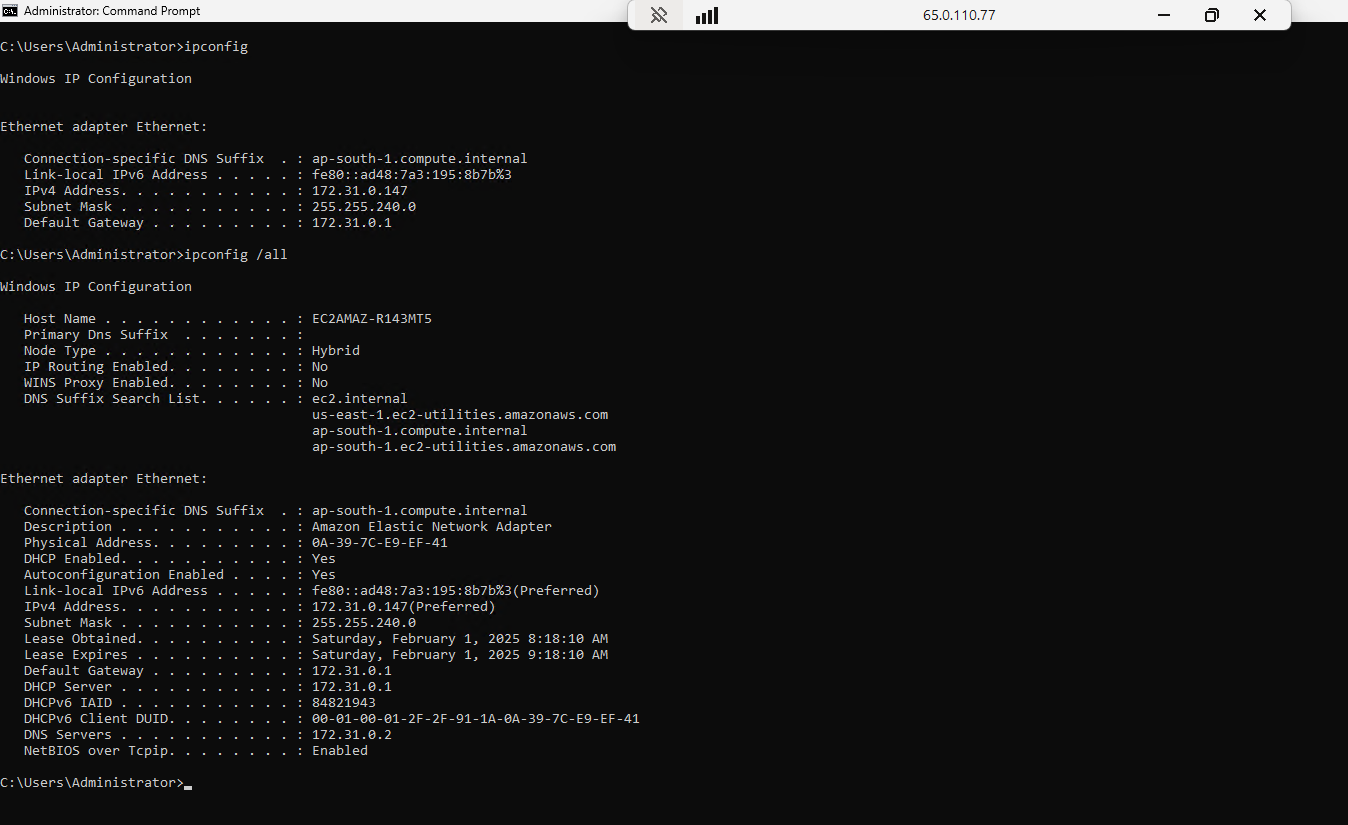 Administrator: Command Prompt
65.0.110.77
C:\Users\Administrator>ipconfig
Windows IP Configuration
Ethernet adapter Ethernet:
Connection-specific DNS Suffix  . : ap-south-1.compute.internal
Link-local IPv6 Address . . . . . : fe80::ad48:7a3:195:8b7b%3
IPv4 Address. . . . . . . . . . . : 172.31.0.147
Subnet Mask . . . . . . . . . . . : 255.255.240.0
Default Gateway . . . . . . . . . : 172.31.0.1
C:\Users\Administrator>ipconfig /all
Windows IP Configuration
Host Name . . . . . . . . . . . . : EC2AMAZ-R143MT5
Primary Dns Suffix  . . . . . . . :
Node Type . . . . . . . . . . . . : Hybrid
IP Routing Enabled. . . . . . . . : No
WINS Proxy Enabled. . . . . . . . : No
DNS Suffix Search List. . . . . . : ec2.internal
us-east-1.ec2-utilities.amazonaws.com
ap-south-1.compute.internal
ap-south-1.ec2-utilities.amazonaws.com
Ethernet adapter Ethernet:
Connection-specific DNS Suffix  . : ap-south-1.compute.internal
Description . . . . . . . . . . . : Amazon Elastic Network Adapter
Physical Address. . . . . . . . . : 0A-39-7C-E9-EF-41
DHCP Enabled. . . . . . . . . . . : Yes
Autoconfiguration Enabled . . . . : Yes
Link-local IPv6 Address . . . . . : fe80::ad48:7a3:195:8b7b%3(Preferred)
IPv4 Address. . . . . . . . . . . : 172.31.0.147(Preferred)
Subnet Mask . . . . . . . . . . . : 255.255.240.0
Lease Obtained. . . . . . . . . . : Saturday, February 1, 2025 8:18:10 AM
Lease Expires . . . . . . . . . . : Saturday, February 1, 2025 9:18:10 AM
Default Gateway . . . . . . . . . : 172.31.0.1
DHCP Server . . . . . . . . . . . : 172.31.0.1
DHCPv6 IAID . . . . . . . . . . . : 84821943
DHCPv6 Client DUID. . . . . . . . : 00-01-00-01-2F-2F-91-1A-0A-39-7C-E9-EF-41
DNS Servers . . . . . . . . . . . : 172.31.0.2
NetBIOS over Tcpip. . . . . . . . : Enabled
C:\Users\Administrator>